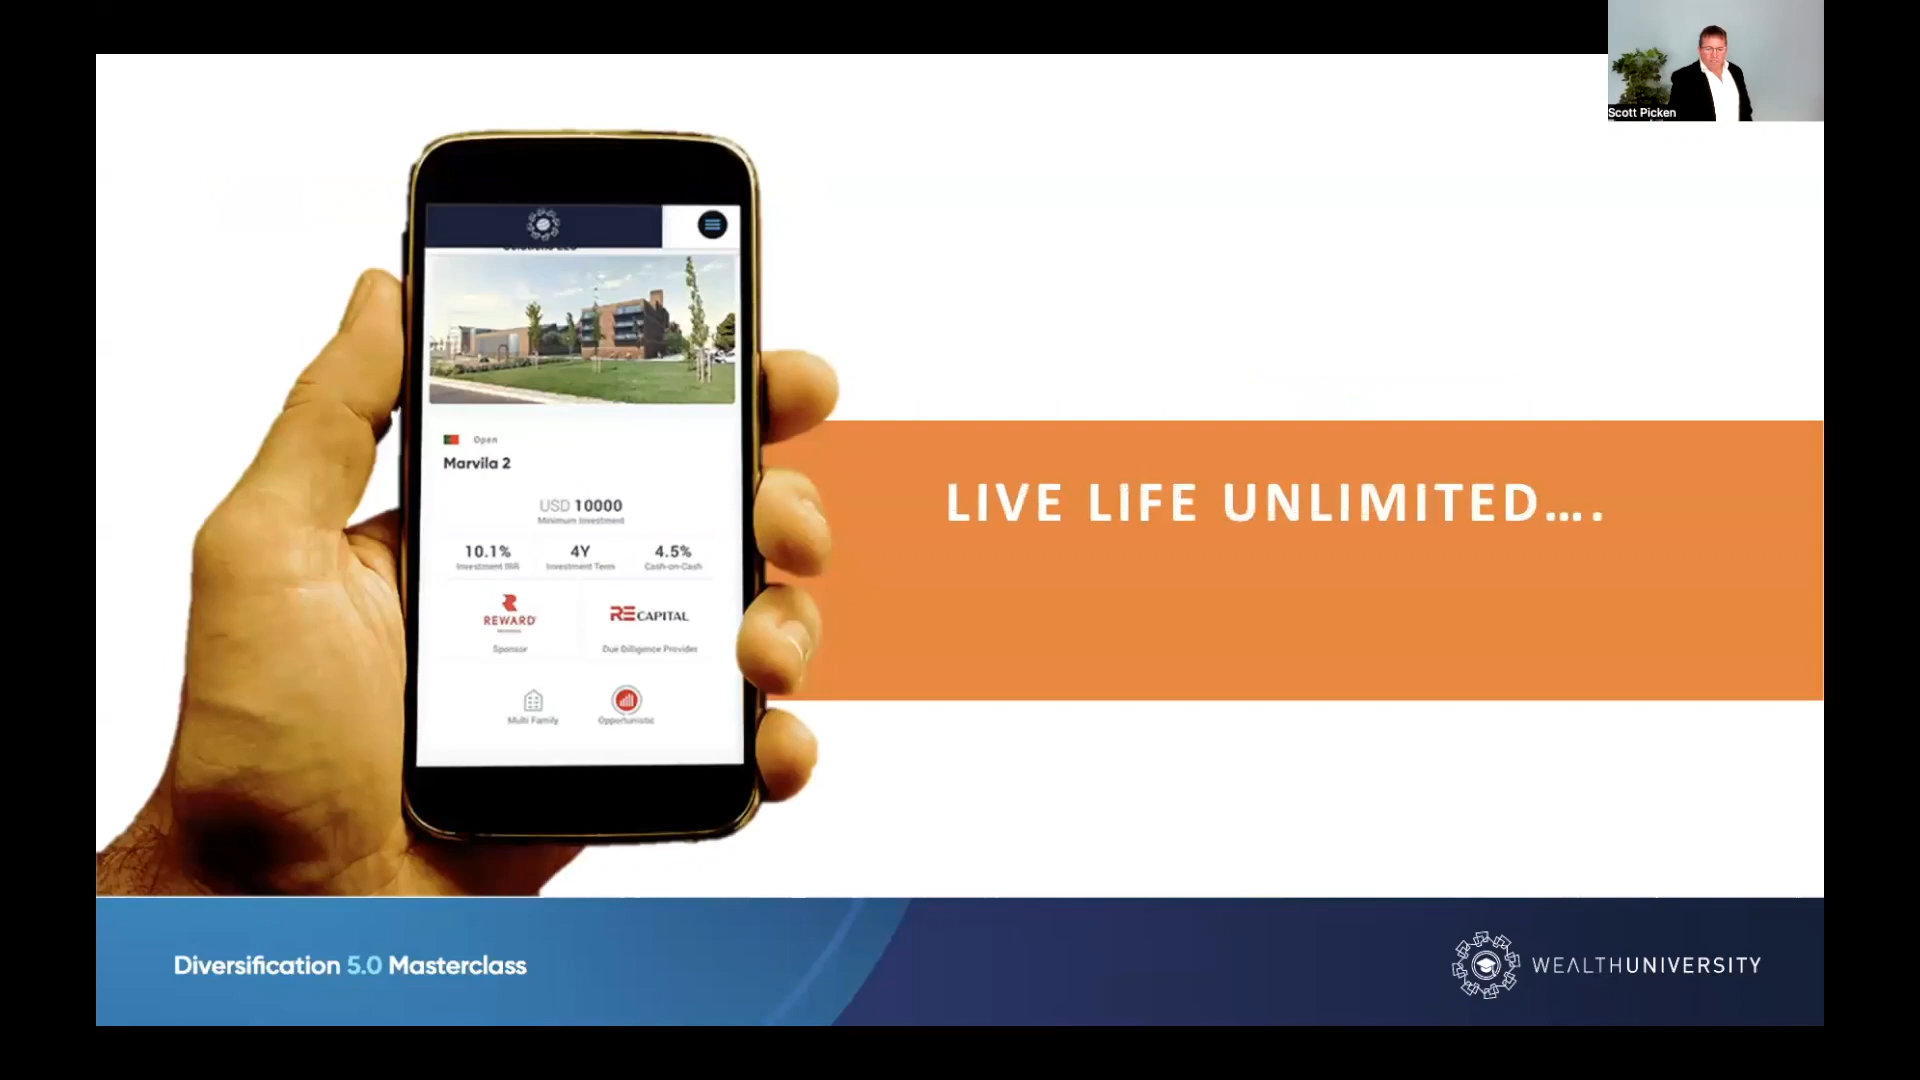 Scott Picken
Open
Marvila 2
USD 10000
Minimum Investment
10.1%
Investment IRR
4Y
Investment Term
4.5%
Cash-on-Cash
REWARD
Sponsor
RECAPITAL
Due Diligence Provider
Multi Family
Opportunistic
LIVE LIFE UNLIMITED....
Diversification 5.0 Masterclass
WEALTHUNIVERSITY